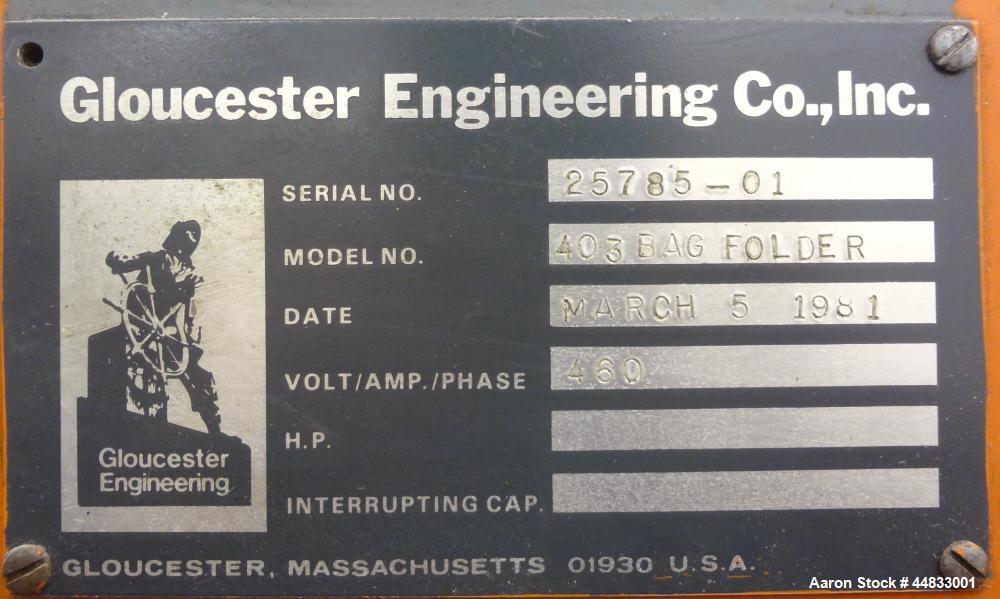 Gloucester Engineering Co., Inc.
SERIAL NO. 25785-01
MODEL NO. 403 BAG FOLDER
DATE MARCH 5 1981
VOLT/AMP./PHASE 460
H.P.
INTERRUPTING CAP.
Gloucester
Engineering
GLOUCESTER, MASSACHUSETTS 01930 U.S.A.
Aaron Stock # 44833001